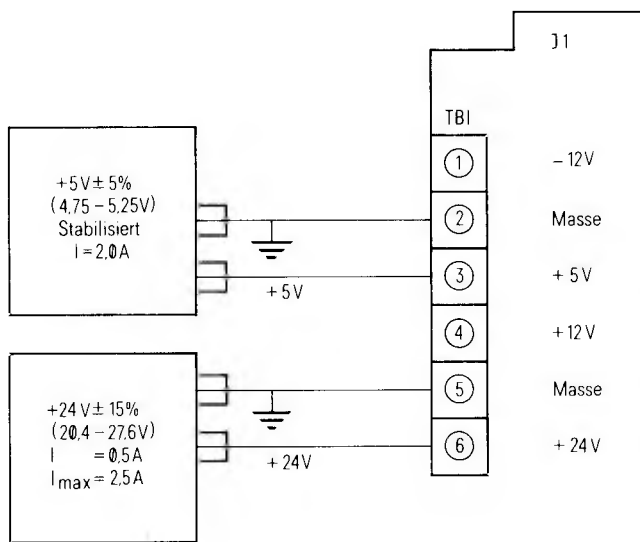 J1
TBI
1 −12V
2 Masse
3 +5V
4 +12V
5 Masse
6 +24V
+5V ± 5%
(4,75 − 5,25V)
Stabilisiert
I = 2,0A
+5V
+24V ± 15%
(20,4 − 27,6V)
I = 0,5A
Imax = 2,5A
+24V